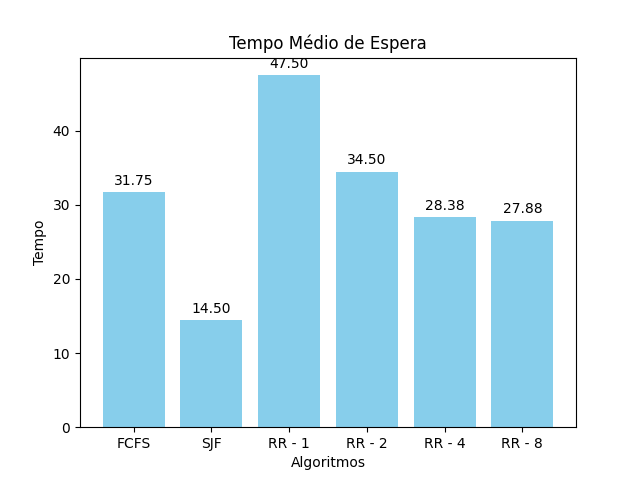 Tempo Médio de Espera
47.50
34.50
31.75
28.38
27.88
14.50
40
30
20
10
0
Tempo
FCFS SJF RR - 1 RR - 2 RR - 4 RR - 8
Algoritmos